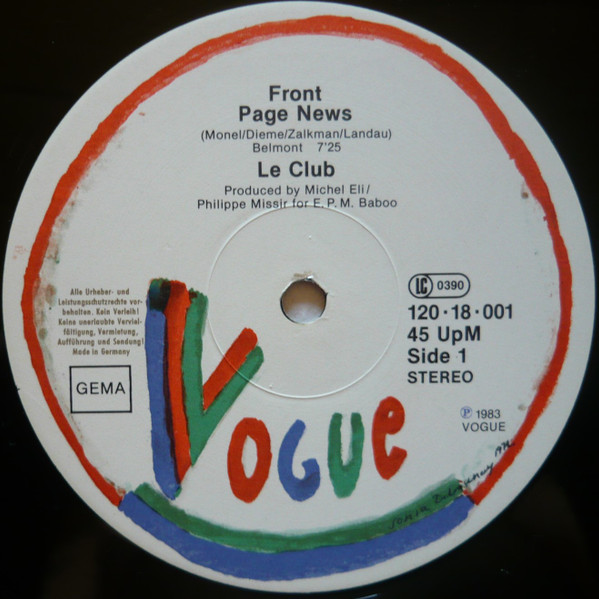 Front
Page News
(Monel/Dieme/Zalkman/Landau)
Belmont 7'25
Le Club
Produced by Michel Eli/
Philippe Missir for E.P.M. Baboo
Alle Urheber- und
Leistungsschutzrechte vor-
behalten. Kein Verleih!
Keine unerlaubte Verviel-
fältigung, Vermietung,
Aufführung und Sendung!
Made in Germany
GEMA
LC 0390
120·18·001
45 UpM
Side 1
STEREO
℗ 1983
VOGUE
VOGUE
Sonia Delaunay